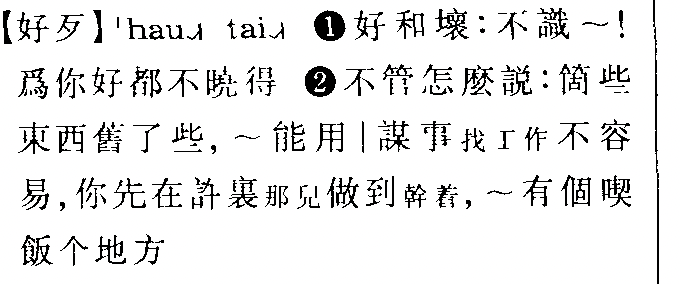 【好歹】ˈhau˩˧ tai˩˧ ❶好和壞：不識～！
爲你好都不曉得 ❷不管怎麽説：箇些
東西舊了些，～能用｜謀事找工作不容
易，你先在許裏那兒做到幹着，～有個喫
飯个地方